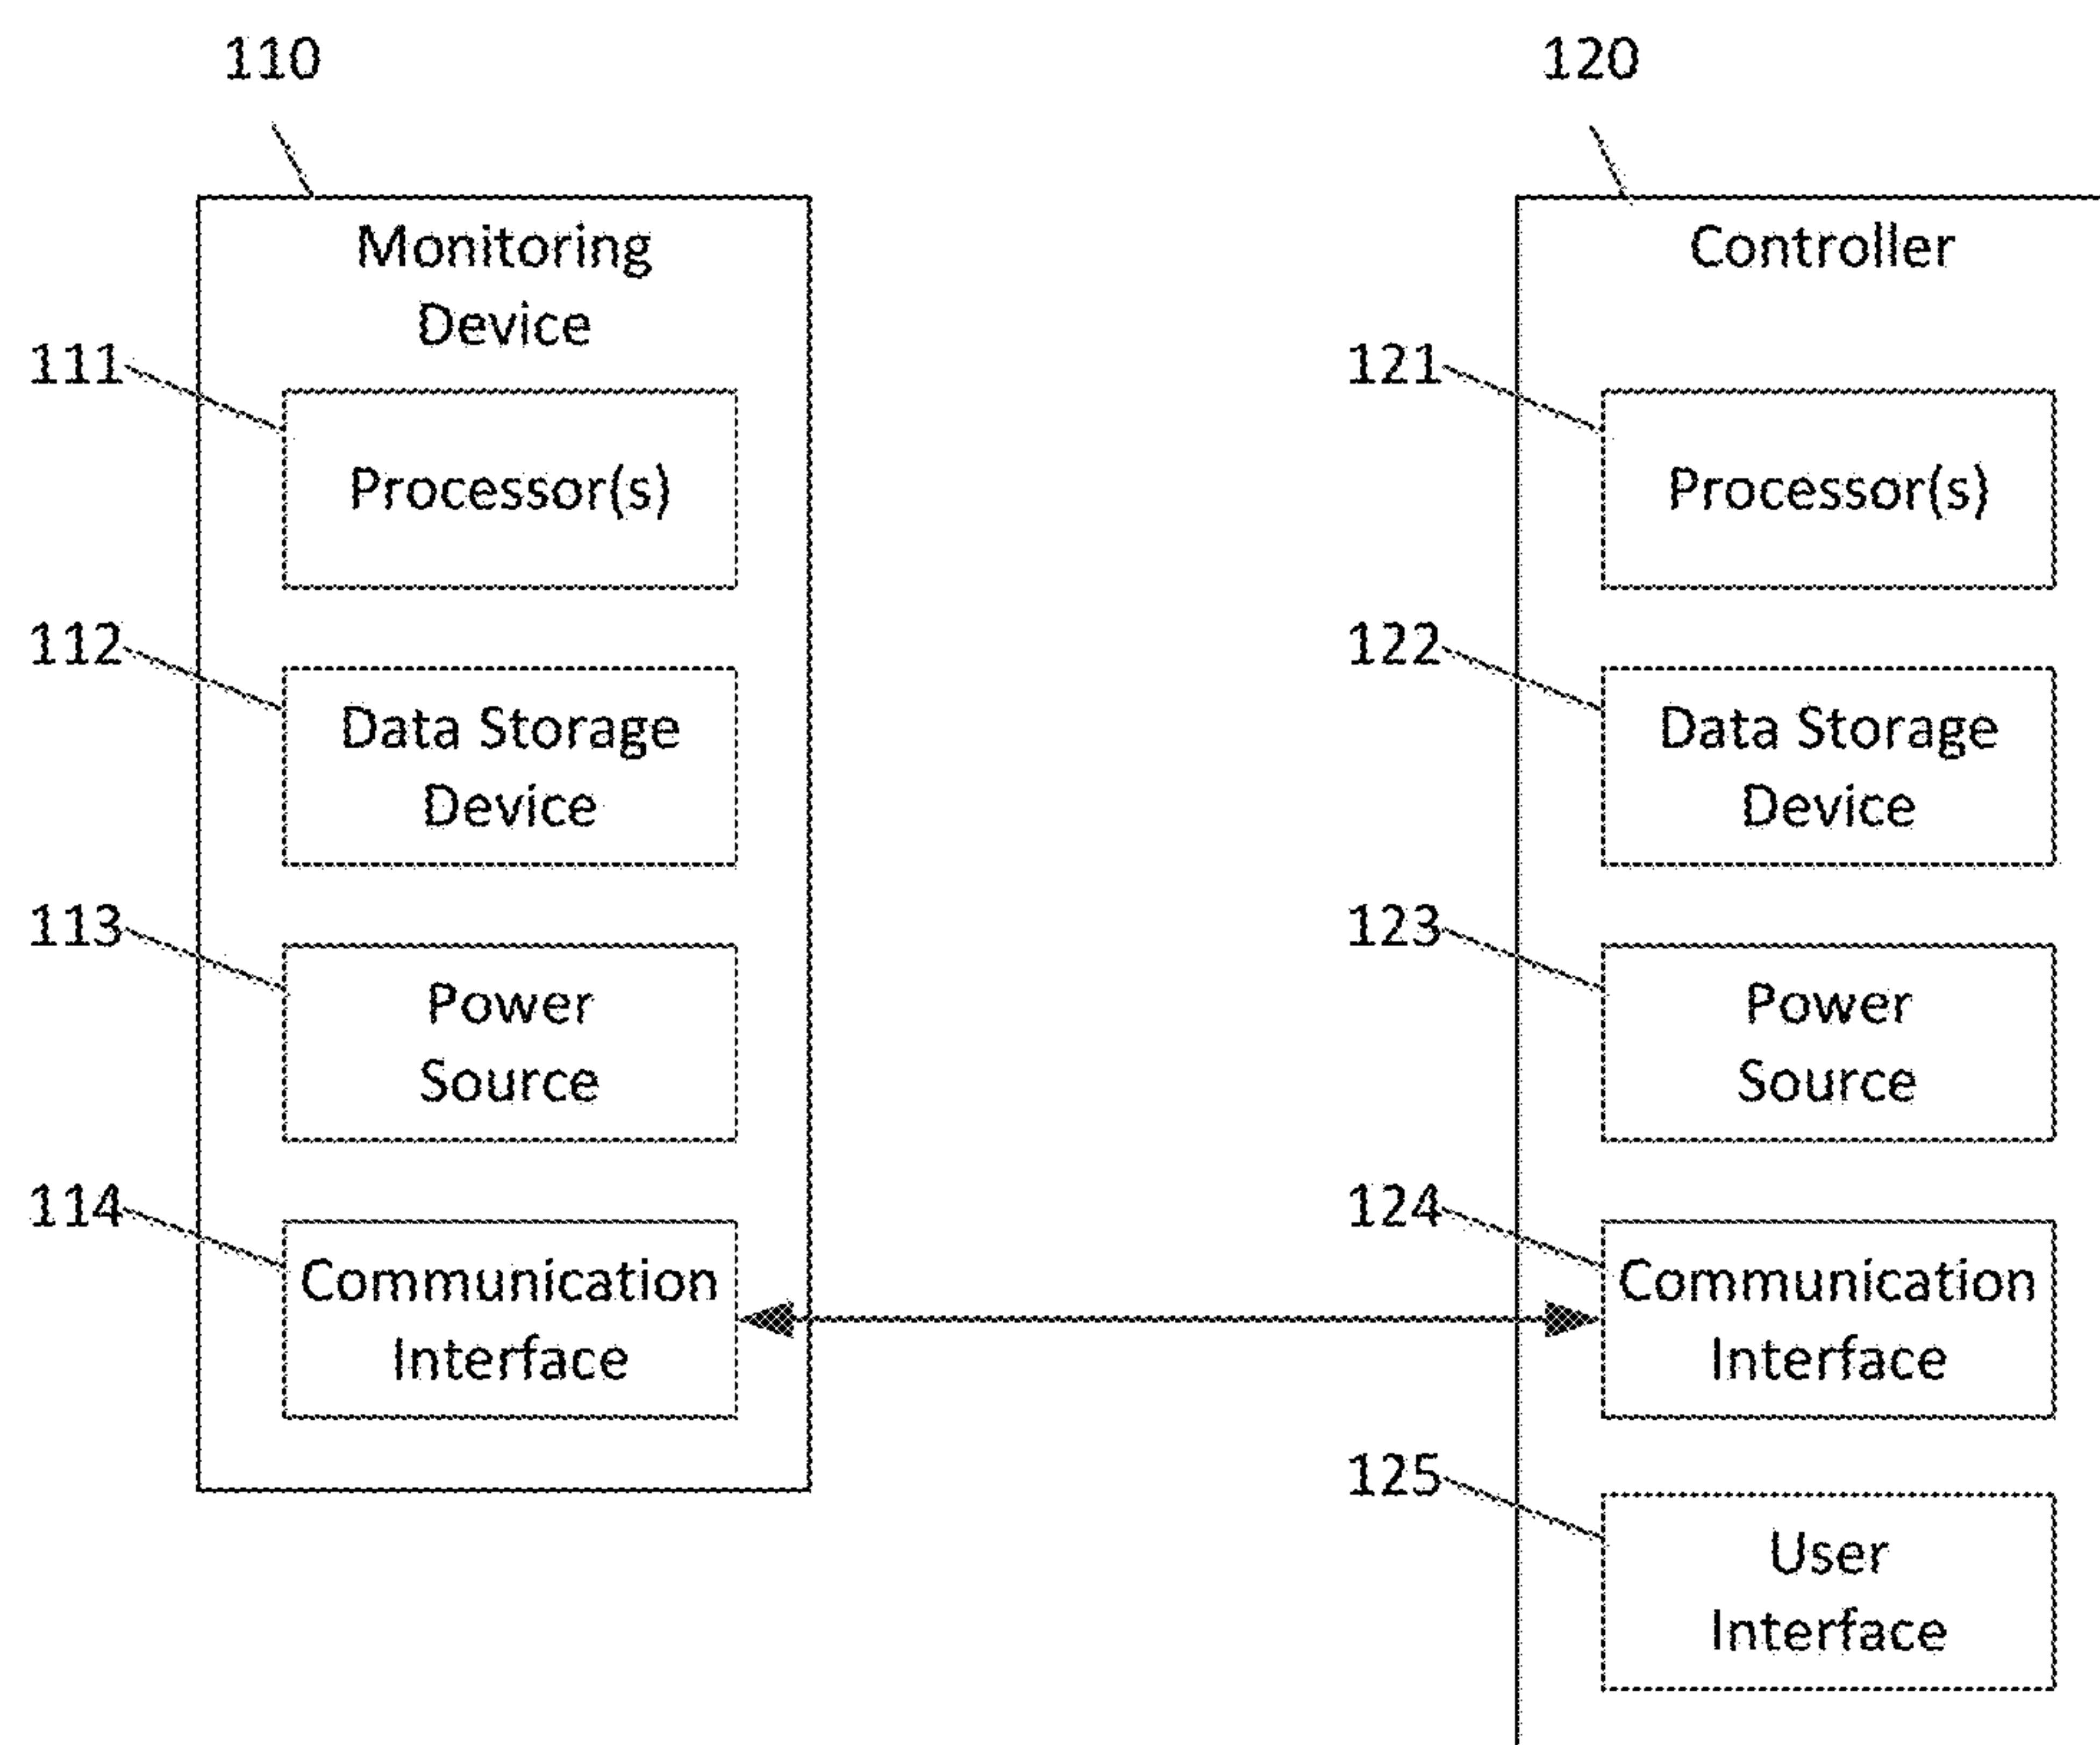 110
120
Monitoring
Device
Controller
111
121
Processor(s)
Processor(s)
112
122
Data Storage
Device
Data Storage
Device
113
123
Power
Source
Power
Source
114
124
Communication
Interface
Communication
Interface
125
User
Interface